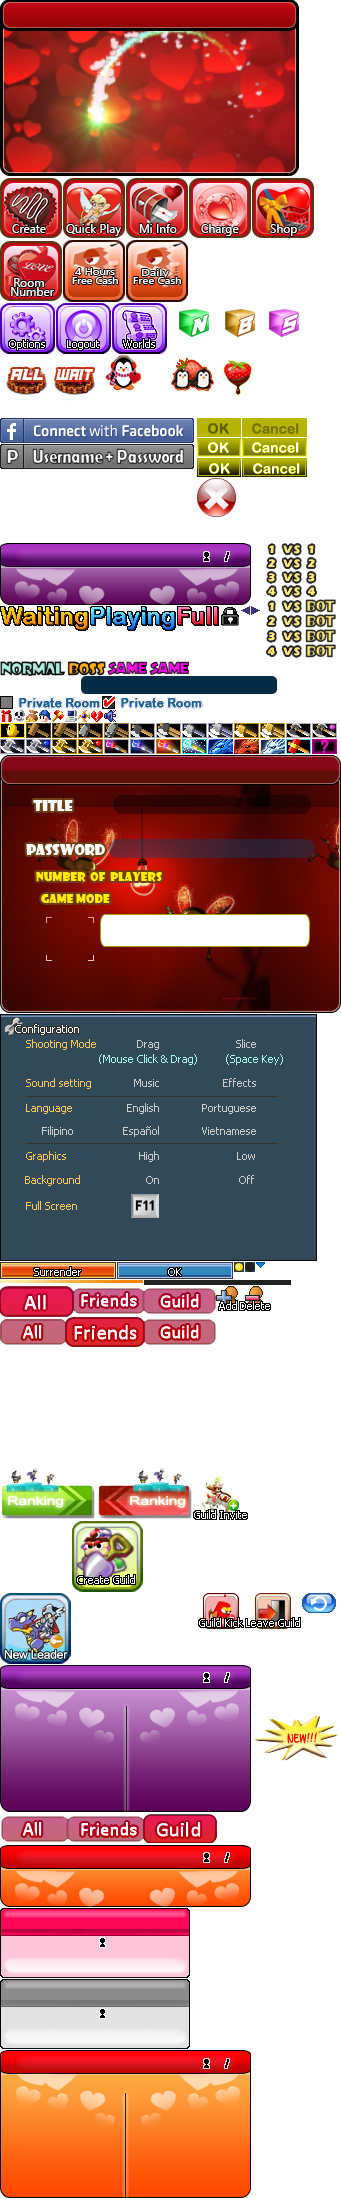 Create Quick Play Mi Info Charge Shop
Room Number 4 Hours Free Cash Daily Free Cash
Options Logout Worlds N B S
ALL WAIT
f Connect with Facebook OK Cancel
P Username + Password OK Cancel
OK Cancel
/
1 VS 1
2 VS 2
3 VS 3
4 VS 4
1 VS BOT
2 VS BOT
3 VS BOT
4 VS BOT
Waiting Playing Full
NORMAL BOSS SAME SAME
Private Room Private Room
?
TITLE
PASSWORD
NUMBER OF PLAYERS
GAME MODE
Configuration
Shooting Mode Drag Slice
(Mouse Click & Drag) (Space Key)
Sound setting Music Effects
Language English Portuguese
Filipino Español Vietnamese
Graphics High Low
Background On Off
Full Screen F11
Surrender OK
All Friends Guild Add Delete
All Friends Guild
Ranking Ranking Guild Invite
Create Guild
New Leader Guild Kick Leave Guild
/
NEW!!!
All Friends Guild
/
/